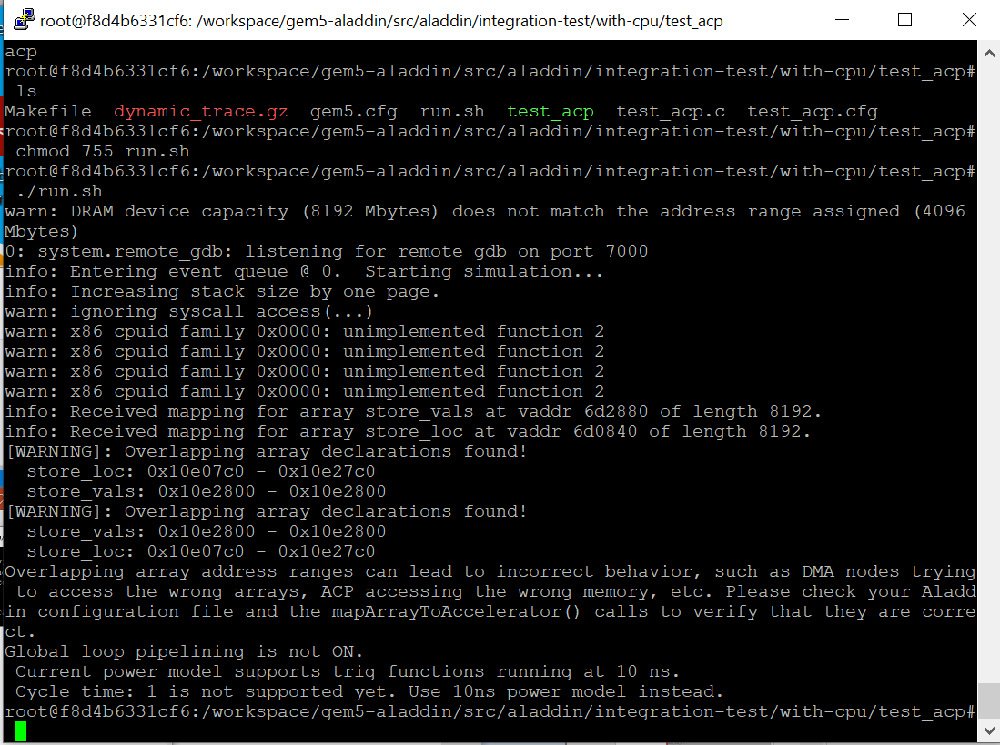 root@f8d4b6331cf6: /workspace/gem5-aladdin/src/aladdin/integration-test/with-cpu/test_acp
acp
root@f8d4b6331cf6:/workspace/gem5-aladdin/src/aladdin/integration-test/with-cpu/test_acp#
 ls
Makefile  dynamic_trace.gz  gem5.cfg  run.sh  test_acp  test_acp.c  test_acp.cfg
root@f8d4b6331cf6:/workspace/gem5-aladdin/src/aladdin/integration-test/with-cpu/test_acp#
 chmod 755 run.sh
root@f8d4b6331cf6:/workspace/gem5-aladdin/src/aladdin/integration-test/with-cpu/test_acp#
 ./run.sh
warn: DRAM device capacity (8192 Mbytes) does not match the address range assigned (4096
Mbytes)
0: system.remote_gdb: listening for remote gdb on port 7000
info: Entering event queue @ 0.  Starting simulation...
info: Increasing stack size by one page.
warn: ignoring syscall access(...)
warn: x86 cpuid family 0x0000: unimplemented function 2
warn: x86 cpuid family 0x0000: unimplemented function 2
warn: x86 cpuid family 0x0000: unimplemented function 2
warn: x86 cpuid family 0x0000: unimplemented function 2
info: Received mapping for array store_vals at vaddr 6d2880 of length 8192.
info: Received mapping for array store_loc at vaddr 6d0840 of length 8192.
[WARNING]: Overlapping array declarations found!
  store_loc: 0x10e07c0 - 0x10e27c0
  store_vals: 0x10e2800 - 0x10e2800
[WARNING]: Overlapping array declarations found!
  store_vals: 0x10e2800 - 0x10e2800
  store_loc: 0x10e07c0 - 0x10e27c0
Overlapping array address ranges can lead to incorrect behavior, such as DMA nodes trying
 to access the wrong arrays, ACP accessing the wrong memory, etc. Please check your Aladd
in configuration file and the mapArrayToAccelerator() calls to verify that they are corre
ct.
Global loop pipelining is not ON.
 Current power model supports trig functions running at 10 ns.
 Cycle time: 1 is not supported yet. Use 10ns power model instead.
root@f8d4b6331cf6:/workspace/gem5-aladdin/src/aladdin/integration-test/with-cpu/test_acp#